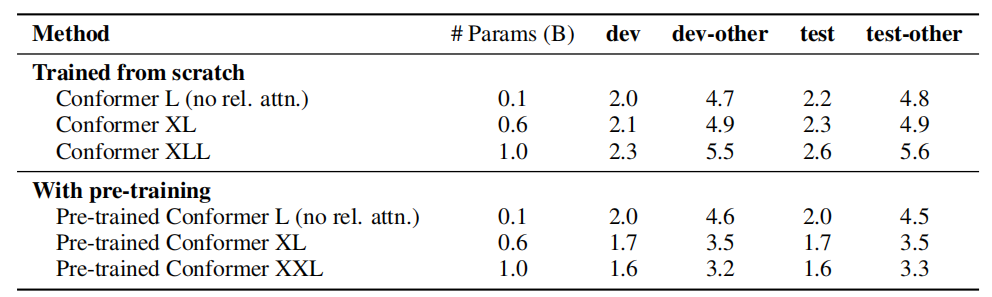 Method # Params (B) dev dev-other test test-other
Trained from scratch
Conformer L (no rel. attn.) 0.1 2.0 4.7 2.2 4.8
Conformer XL 0.6 2.1 4.9 2.3 4.9
Conformer XLL 1.0 2.3 5.5 2.6 5.6
With pre-training
Pre-trained Conformer L (no rel. attn.) 0.1 2.0 4.6 2.0 4.5
Pre-trained Conformer XL 0.6 1.7 3.5 1.7 3.5
Pre-trained Conformer XXL 1.0 1.6 3.2 1.6 3.3